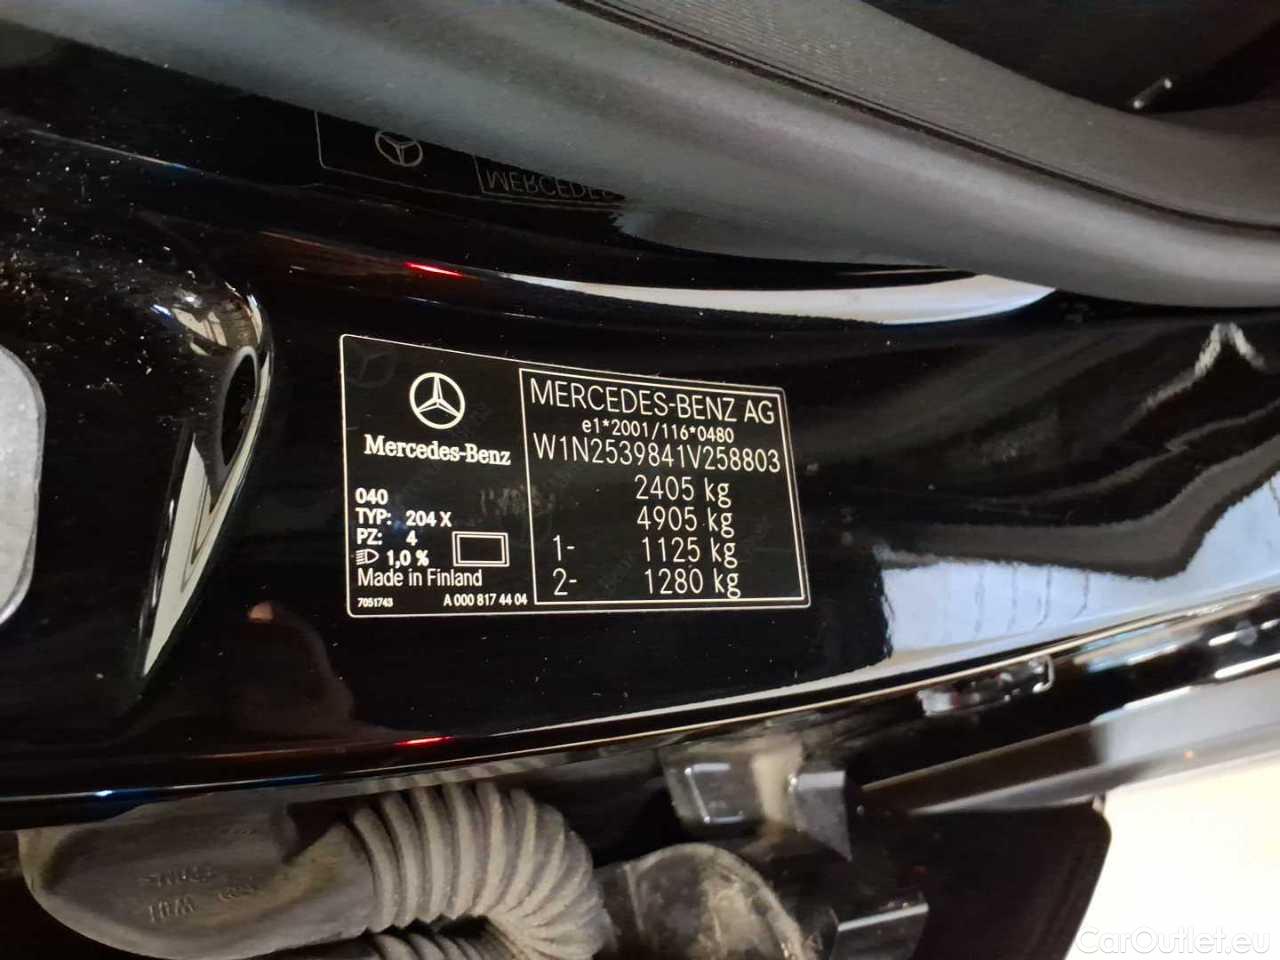 Mercedes-Benz
040
TYP: 204 X
PZ: 4
1,0 %
Made in Finland
7051743 A 000 817 44 04
MERCEDES-BENZ AG
e1*2001/116*0480
W1N2539841V258803
2405 kg
4905 kg
1- 1125 kg
2- 1280 kg
CarOutlet.eu